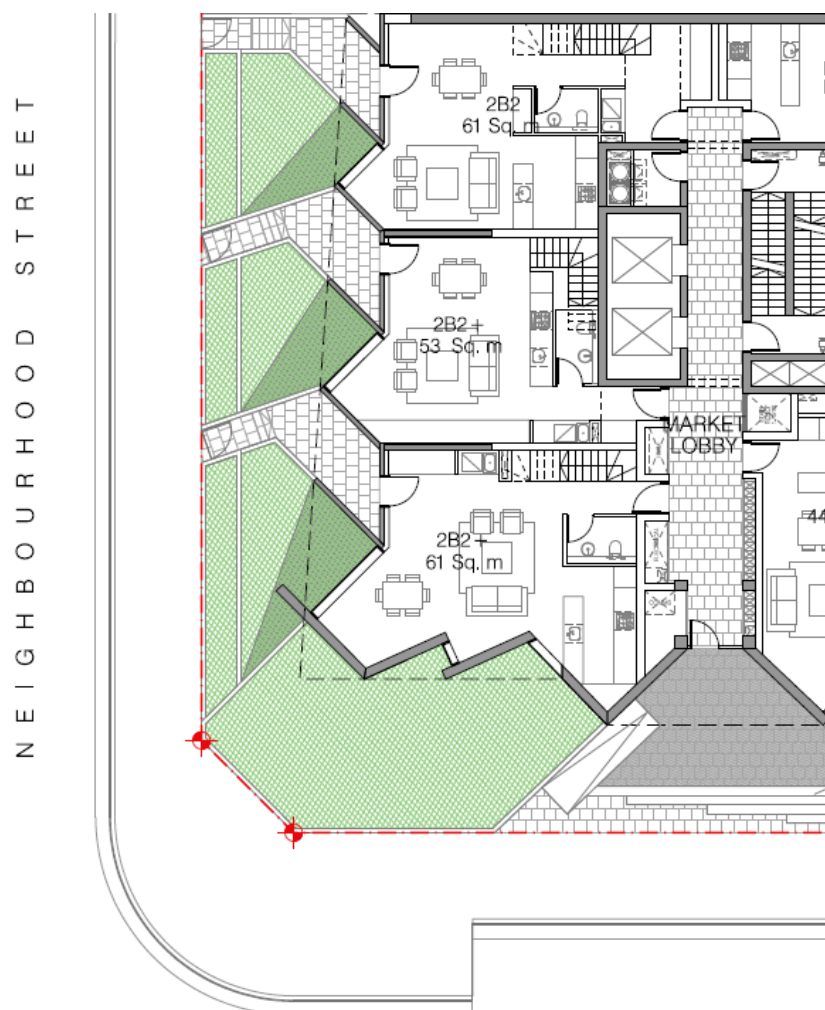 NEIGHBOURHOOD STREET
2B2
61 Sq. m
2B2+
53 Sq. m
MARKET
LOBBY
2B2+
61 Sq. m
44